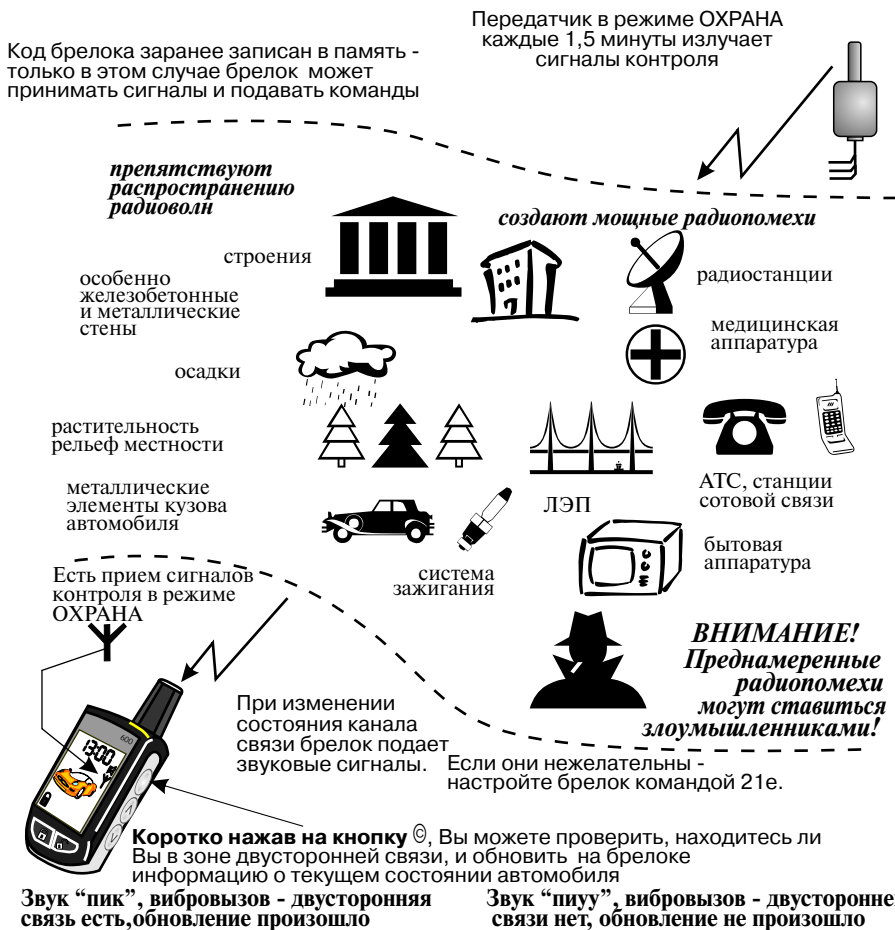 Передатчик в режиме ОХРАНА
каждые 1,5 минуты излучает
сигналы контроля
Код брелока заранее записан в память -
только в этом случае брелок может
принимать сигналы и подавать команды
препятствуют
распространению
радиоволн
создают мощные радиопомехи
строения
особенно
железобетонные
и металлические
стены
радиостанции
медицинская
аппаратура
осадки
растительность
рельеф местности
АТС, станции
сотовой связи
металлические
элементы кузова
автомобиля
ЛЭП
система
зажигания
бытовая
аппаратура
Есть прием сигналов
контроля в режиме
ОХРАНА
ВНИМАНИЕ!
Преднамеренные
радиопомехи
могут ставиться
злоумышленниками!
При изменении
состояния канала
связи брелок подает
звуковые сигналы.
Если они нежелательны -
настройте брелок командой 21е.
600
13:00
Коротко нажав на кнопку ©, Вы можете проверить, находитесь ли
Вы в зоне двусторонней связи, и обновить на брелоке
информацию о текущем состоянии автомобиля
Звук “пик”, вибровызов - двусторонняя
связь есть,обновление произошло
Звук “пиуу”, вибровызов - двусторонне
связи нет, обновление не произошло